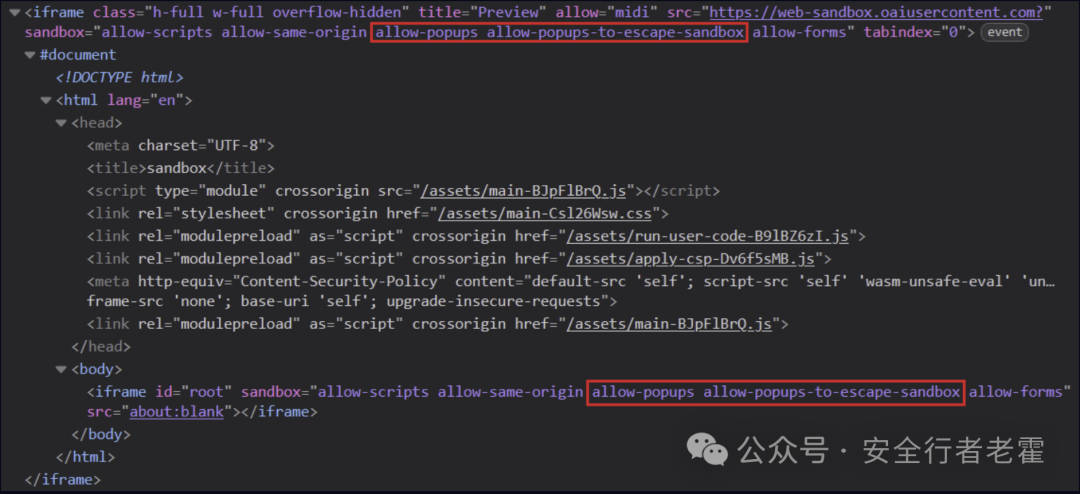 <iframe class="h-full w-full overflow-hidden" title="Preview" allow="midi" src="https://web-sandbox.oaiusercontent.com?"
sandbox="allow-scripts allow-same-origin allow-popups allow-popups-to-escape-sandbox allow-forms" tabindex="0"> event
#document
<!DOCTYPE html>
<html lang="en">
<head>
<meta charset="UTF-8">
<title>sandbox</title>
<script type="module" crossorigin src="/assets/main-BJpFlBrQ.js"></script>
<link rel="stylesheet" crossorigin href="/assets/main-Csl26Wsw.css">
<link rel="modulepreload" as="script" crossorigin href="/assets/run-user-code-B9lBZ6zI.js">
<link rel="modulepreload" as="script" crossorigin href="/assets/apply-csp-Dv6f5sMB.js">
<meta http-equiv="Content-Security-Policy" content="default-src 'self'; script-src 'self' 'wasm-unsafe-eval' 'un…
frame-src 'none'; base-uri 'self'; upgrade-insecure-requests">
<link rel="modulepreload" as="script" crossorigin href="/assets/main-BJpFlBrQ.js">
</head>
<body>
<iframe id="root" sandbox="allow-scripts allow-same-origin allow-popups allow-popups-to-escape-sandbox allow-forms"
src="about:blank"></iframe>
</body>
</html>
</iframe>
公众号 · 安全行者老霍